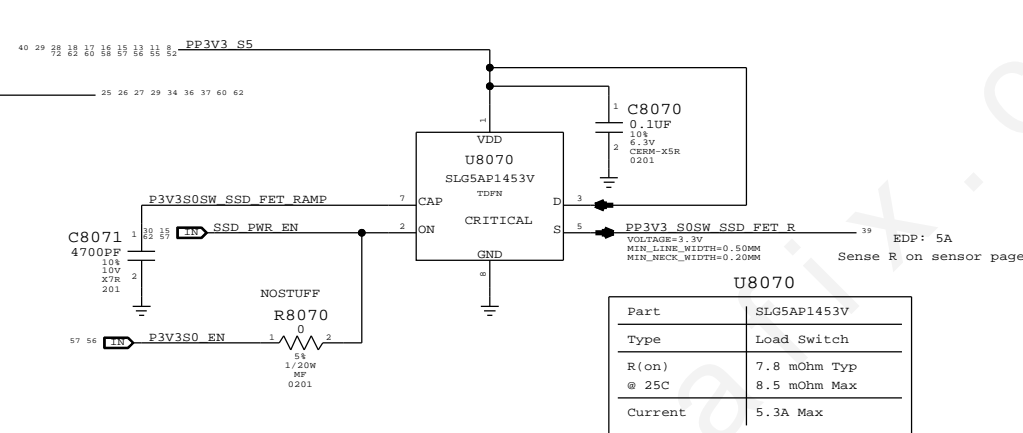 40 29 28 18 17 16 15 13 11 8
72 62 60 58 57 56 55 52
PP3V3_S5
25 26 27 29 34 36 37 60 62
1
C8070
0.1UF
10%
6.3V
CERM-X5R
0201
2
1
VDD
U8070
SLG5AP1453V
TDFN
CRITICAL
P3V3S0SW_SSD_FET_RAMP
7
CAP
D
3
30 15
62 57
IN
SSD_PWR_EN
2
ON
S
5
PP3V3_S0SW_SSD_FET_R
39
VOLTAGE=3.3V
MIN_LINE_WIDTH=0.50MM
MIN_NECK_WIDTH=0.20MM
EDP: 5A
Sense R on sensor page
GND
8
C8071
4700PF
10%
10V
X7R
201
1
2
NOSTUFF
R8070
0
57 56
IN
P3V3S0_EN
1
2
5%
1/20W
MF
0201
U8070
Part SLG5AP1453V
Type Load Switch
R(on) 7.8 mOhm Typ
@ 25C 8.5 mOhm Max
Current 5.3A Max
afix.c